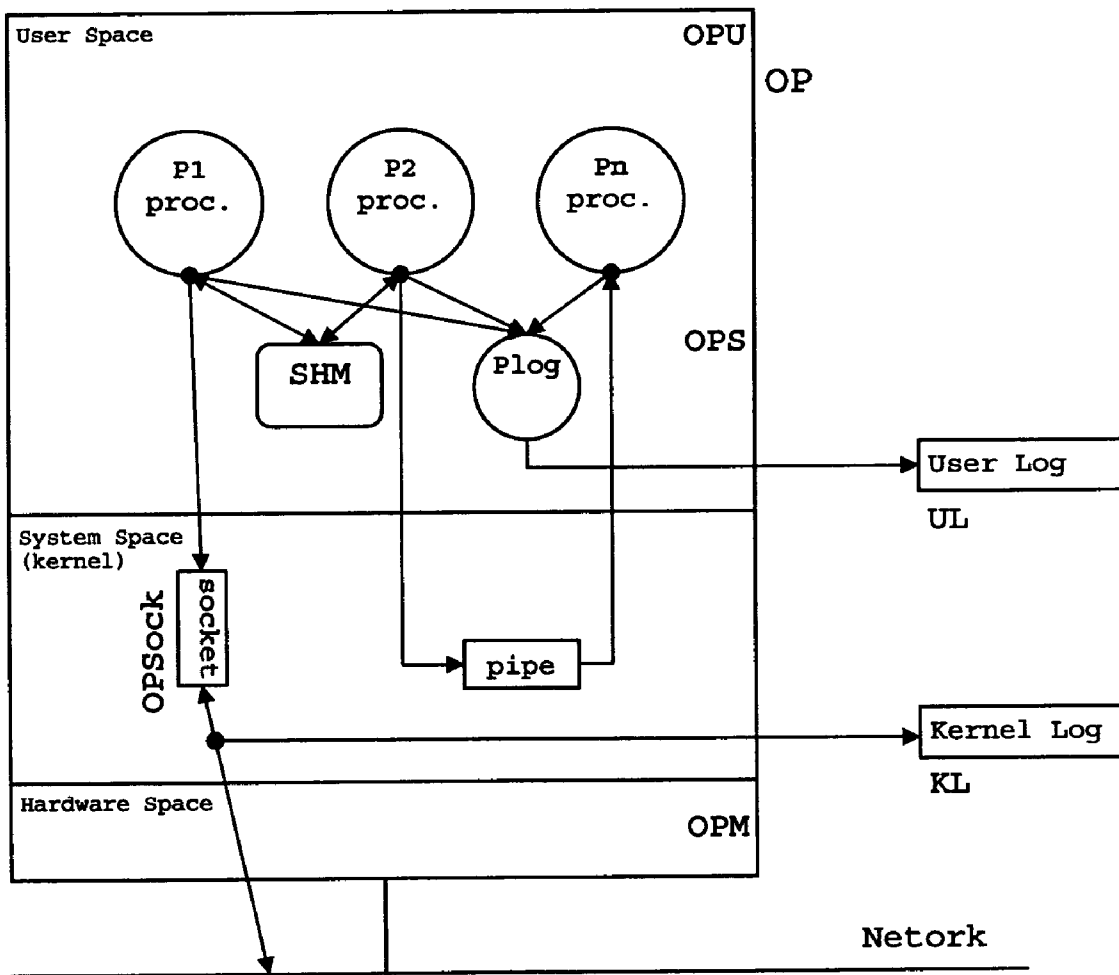 User Space
OPU
OP
P1
proc.
P2
proc.
Pn
proc.
OPS
SHM
Plog
User Log
UL
System Space
(kernel)
OPSock
socket
pipe
Kernel Log
KL
Hardware Space
OPM
Netork